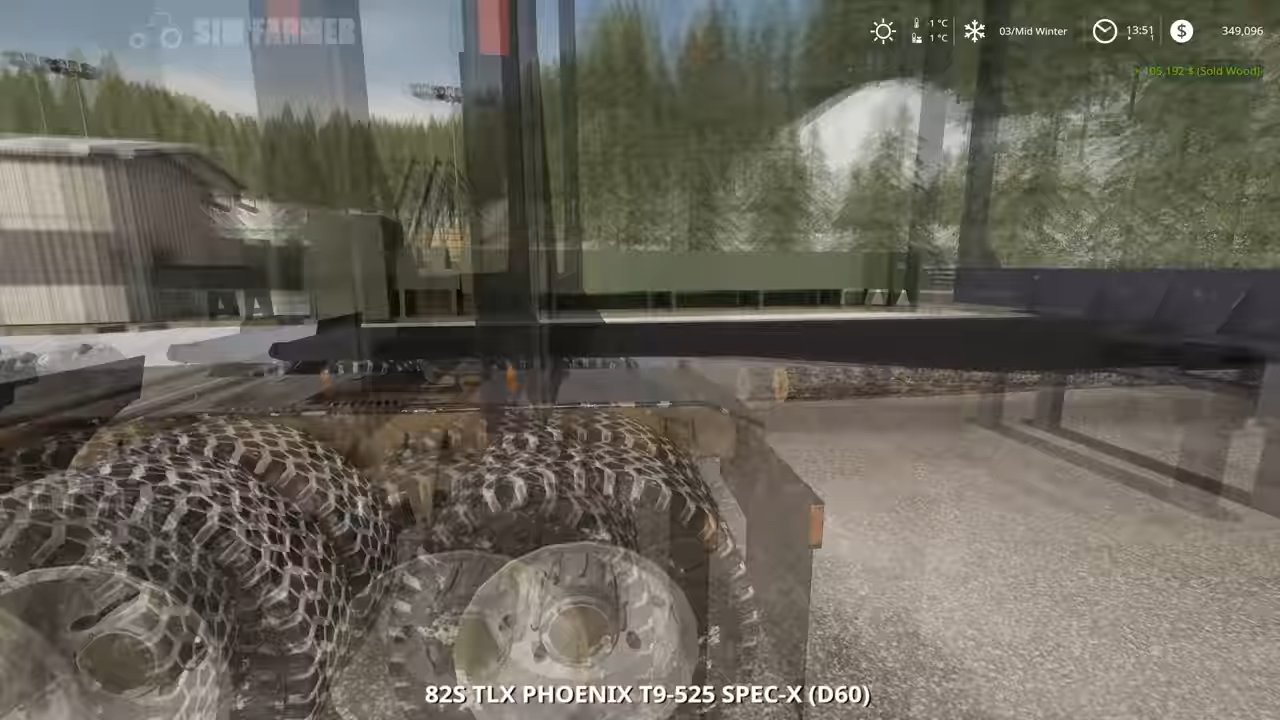 SIM FARMER
-1 °C
1 °C
03/Mid Winter
13:51
349,096
+ 105,192 $ (Sold Wood)
82S TLX PHOENIX T9-525 SPEC-X (D60)